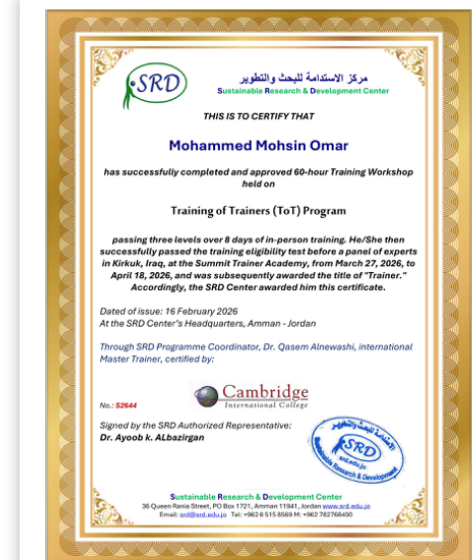 SRD
مركز الاستدامة للبحث والتطوير
Sustainable Research & Development Center
THIS IS TO CERTIFY THAT
Mohammed Mohsin Omar
has successfully completed and approved 60-hour Training Workshop
held on
Training of Trainers (ToT) Program
passing three levels over 8 days of in-person training. He/She then
successfully passed the training eligibility test before a panel of experts
in Kirkuk, Iraq, at the Summit Trainer Academy, from March 27, 2026, to
April 18, 2026, and was subsequently awarded the title of "Trainer."
Accordingly, the SRD Center awarded him this certificate.
Dated of issue: 16 February 2026
At the SRD Center's Headquarters, Amman - Jordan
Through SRD Programme Coordinator, Dr. Qasem Alnewashi, international
Master Trainer, certified by:
Cambridge
International College
No.: S2644
Signed by the SRD Authorized Representative:
Dr. Ayoob k. ALbazirgan
SRD
srd.edu.jo
Sustainable Research & Development
Sustainable Research & Development Center
36 Queen Rania Street, PO Box 1721, Amman 11941, Jordan www.srd.edu.jo
Email: srd@srd.edu.jo Tel: +962 6 515 8569 M: +962 782768400